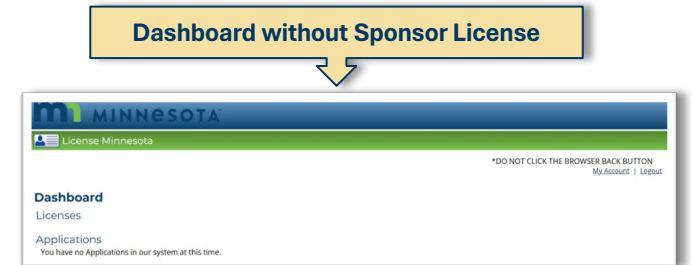 Dashboard without Sponsor License
mn MINNESOTA
License Minnesota
*DO NOT CLICK THE BROWSER BACK BUTTON
My Account | Logout
Dashboard
Licenses
Applications
You have no Applications in our system at this time.